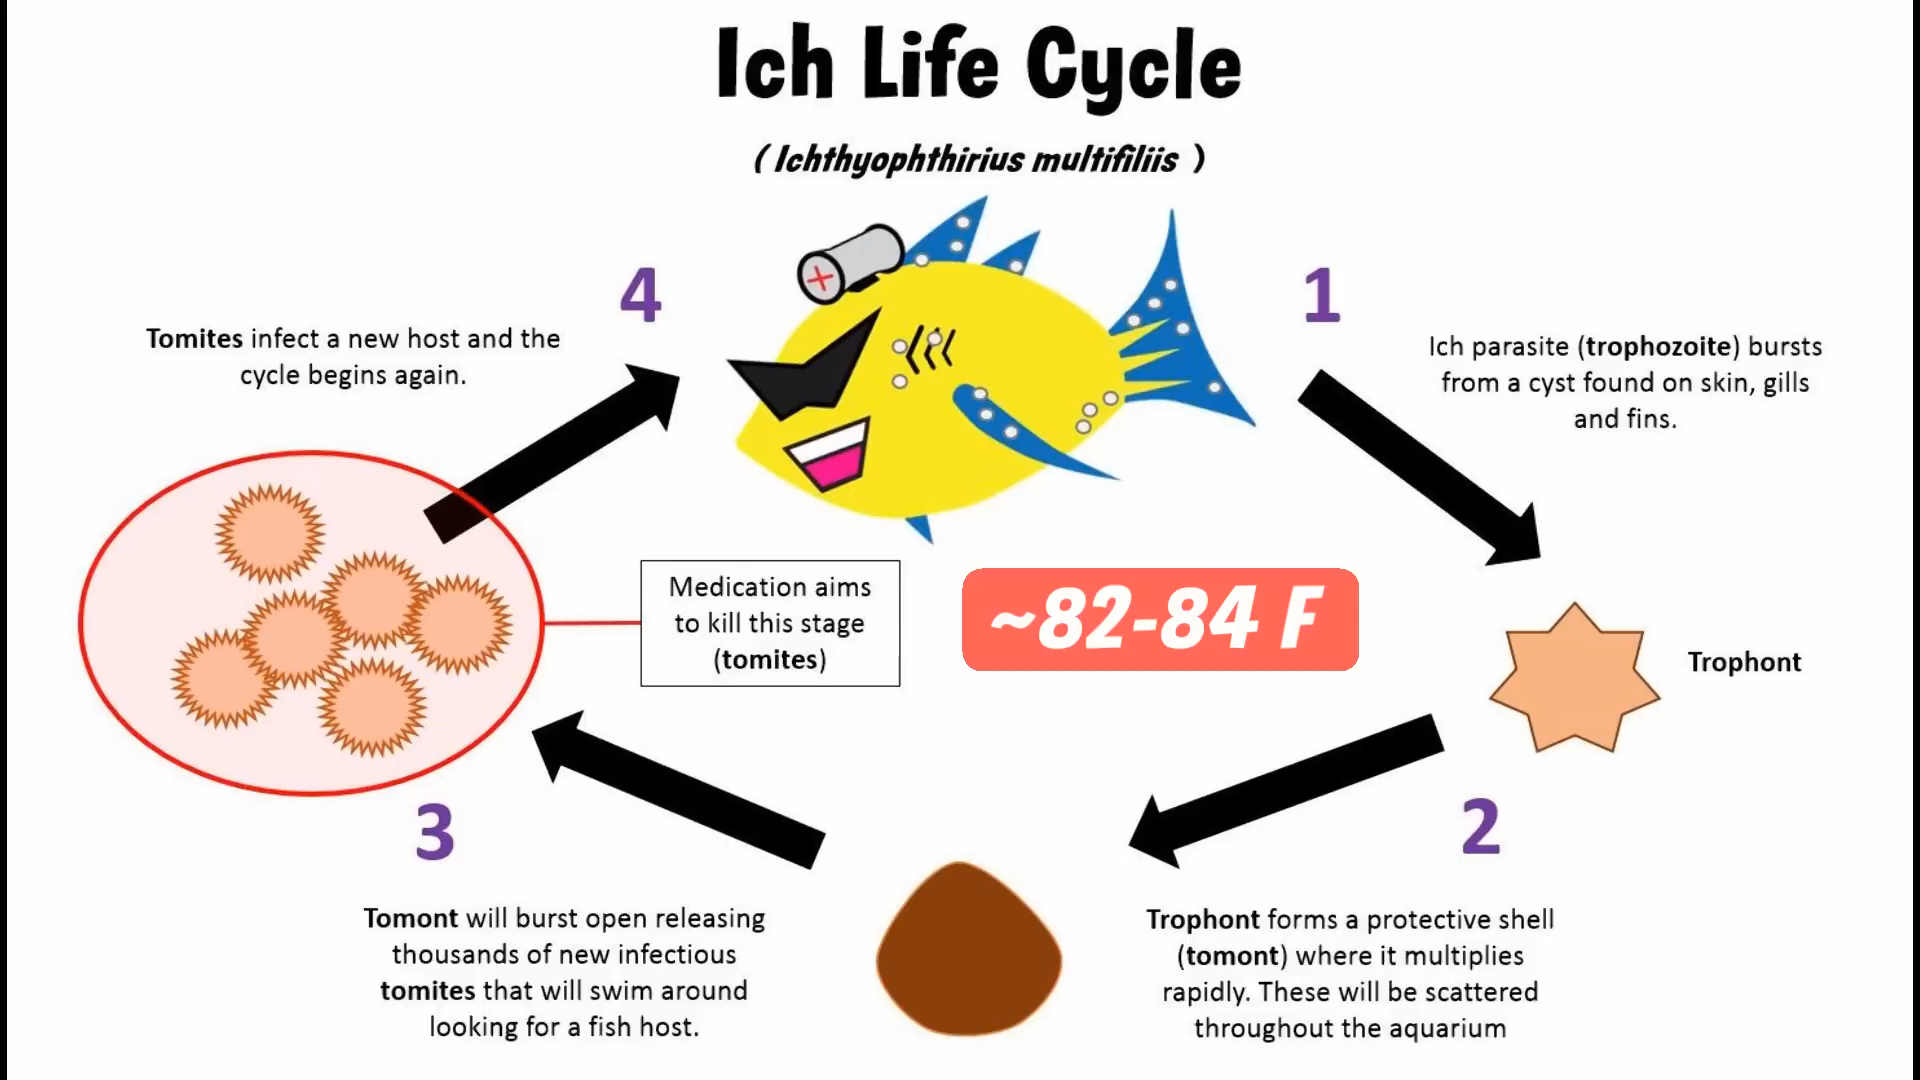 Ich Life Cycle
( Ichthyophthirius multifiliis )
4
Tomites infect a new host and the
cycle begins again.
1
Ich parasite (trophozoite) bursts
from a cyst found on skin, gills
and fins.
Medication aims
to kill this stage
(tomites)
~82-84 F
Trophont
3
Tomont will burst open releasing
thousands of new infectious
tomites that will swim around
looking for a fish host.
2
Trophont forms a protective shell
(tomont) where it multiplies
rapidly. These will be scattered
throughout the aquarium